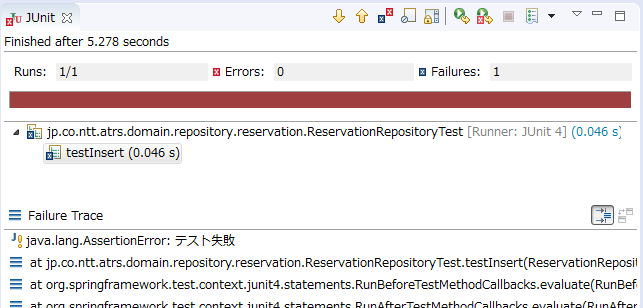 JUnit
Finished after 5.278 seconds
Runs: 1/1 Errors: 0 Failures: 1
jp.co.ntt.atrs.domain.repository.reservation.ReservationRepositoryTest [Runner: JUnit 4] (0.046 s)
testInsert (0.046 s)
Failure Trace
java.lang.AssertionError: テスト失敗
at jp.co.ntt.atrs.domain.repository.reservation.ReservationRepositoryTest.testInsert(ReservationReposit
at org.springframework.test.context.junit4.statements.RunBeforeTestMethodCallbacks.evaluate(RunBef
at org.springframework.test.context.junit4.statements.RunAfterTestMethodCallbacks.evaluate(RunAfter